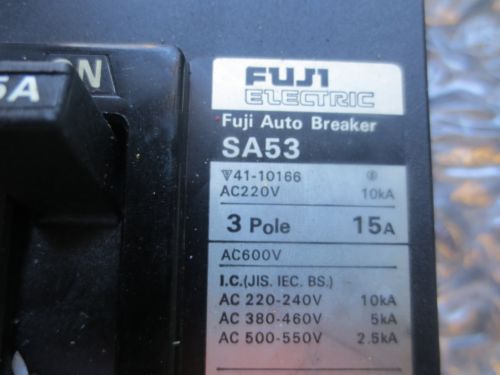 ON
5A
FUJI
ELECTRIC
Fuji Auto Breaker
SA53
41-10166
AC220V 10kA
3 Pole 15A
AC600V
I.C.(JIS. IEC. BS.)
AC 220-240V 10kA
AC 380-460V 5kA
AC 500-550V 2.5kA